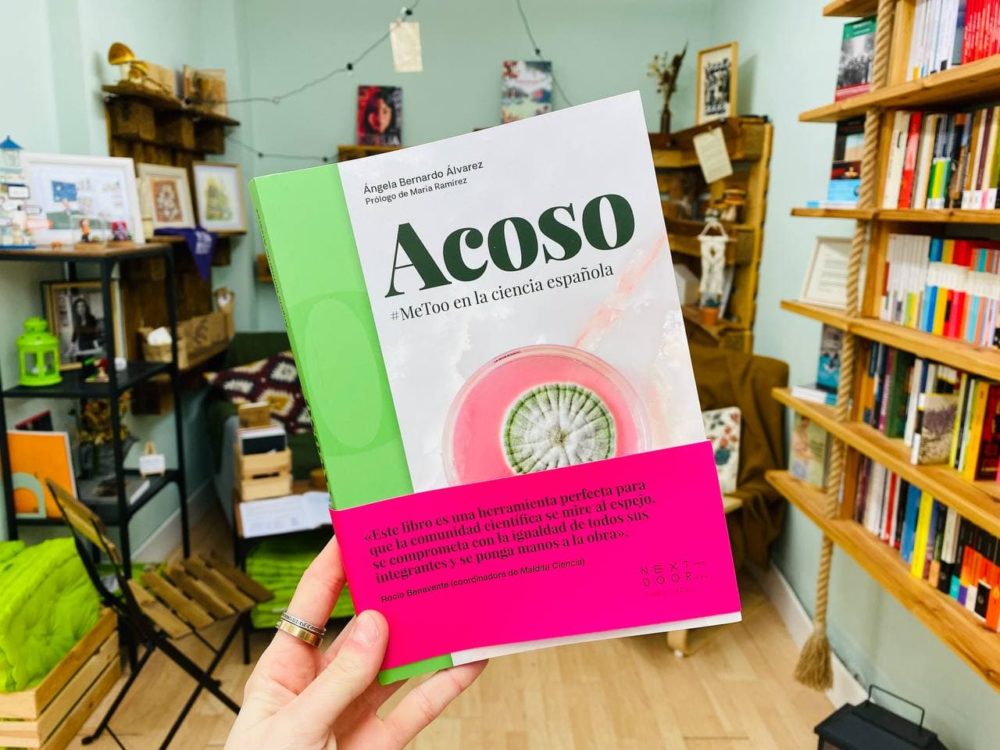 Ángela Bernardo Álvarez
Prólogo de María Ramírez
Acoso
#MeToo en la ciencia española
«Este libro es una herramienta perfecta para
que la comunidad científica se mire al espejo,
se comprometa con la igualdad de todos sus
integrantes y se ponga manos a la obra».
Rocío Benavente (coordinadora de Maldita Ciencia)
NEXT
DOOR